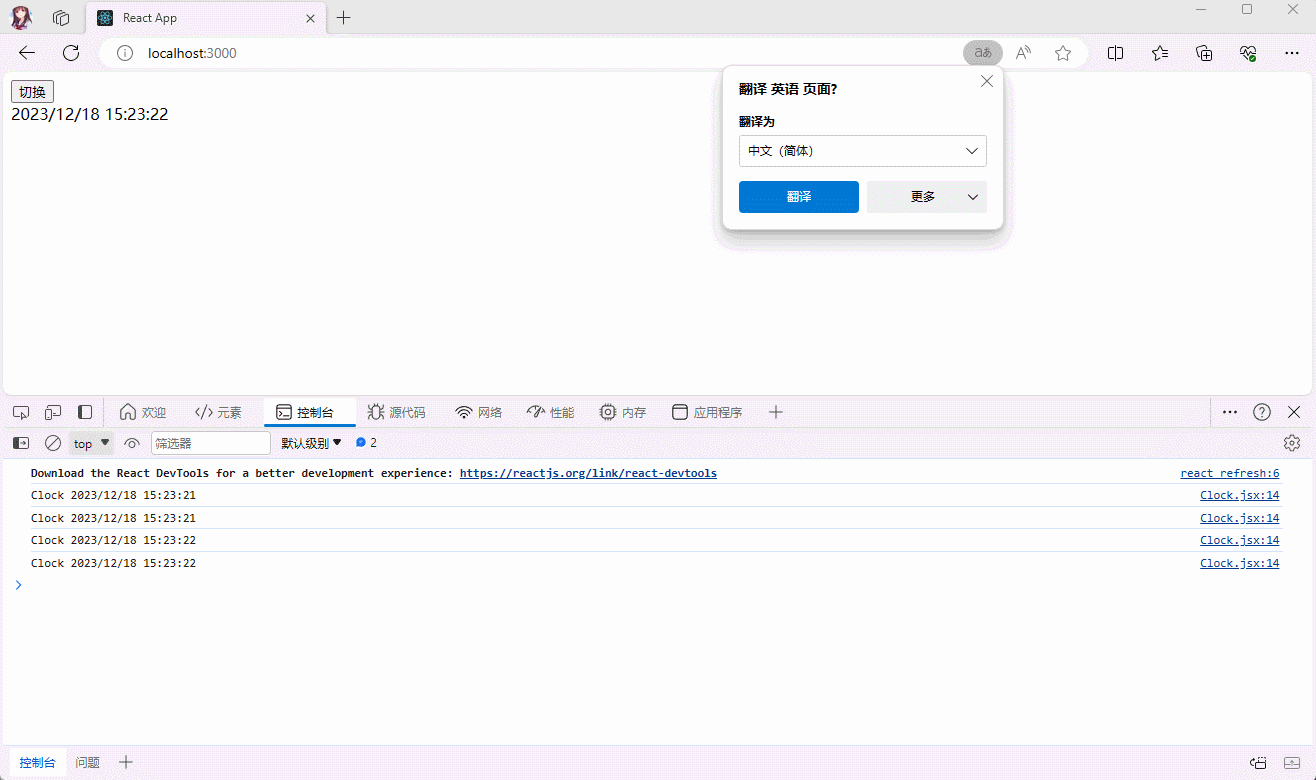 React App
localhost:3000
aあ
A
切换
2023/12/18 15:23:22
翻译 英语 页面?
翻译为
中文（简体）
翻译
更多
欢迎
元素
控制台
源代码
网络
性能
内存
应用程序
top
筛选器
默认级别
2
Download the React DevTools for a better development experience: https://reactjs.org/link/react-devtools
react refresh:6
Clock 2023/12/18 15:23:21
Clock.jsx:14
Clock 2023/12/18 15:23:21
Clock.jsx:14
Clock 2023/12/18 15:23:22
Clock.jsx:14
Clock 2023/12/18 15:23:22
Clock.jsx:14
控制台
问题